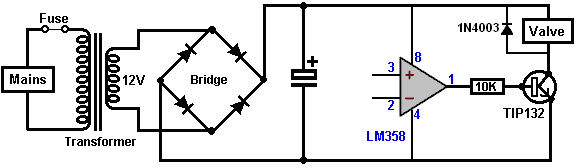 Fuse
Mains
12V
Transformer
Bridge
+
3
+
2
−
8
1
4
LM358
10K
1N4003
Valve
TIP132